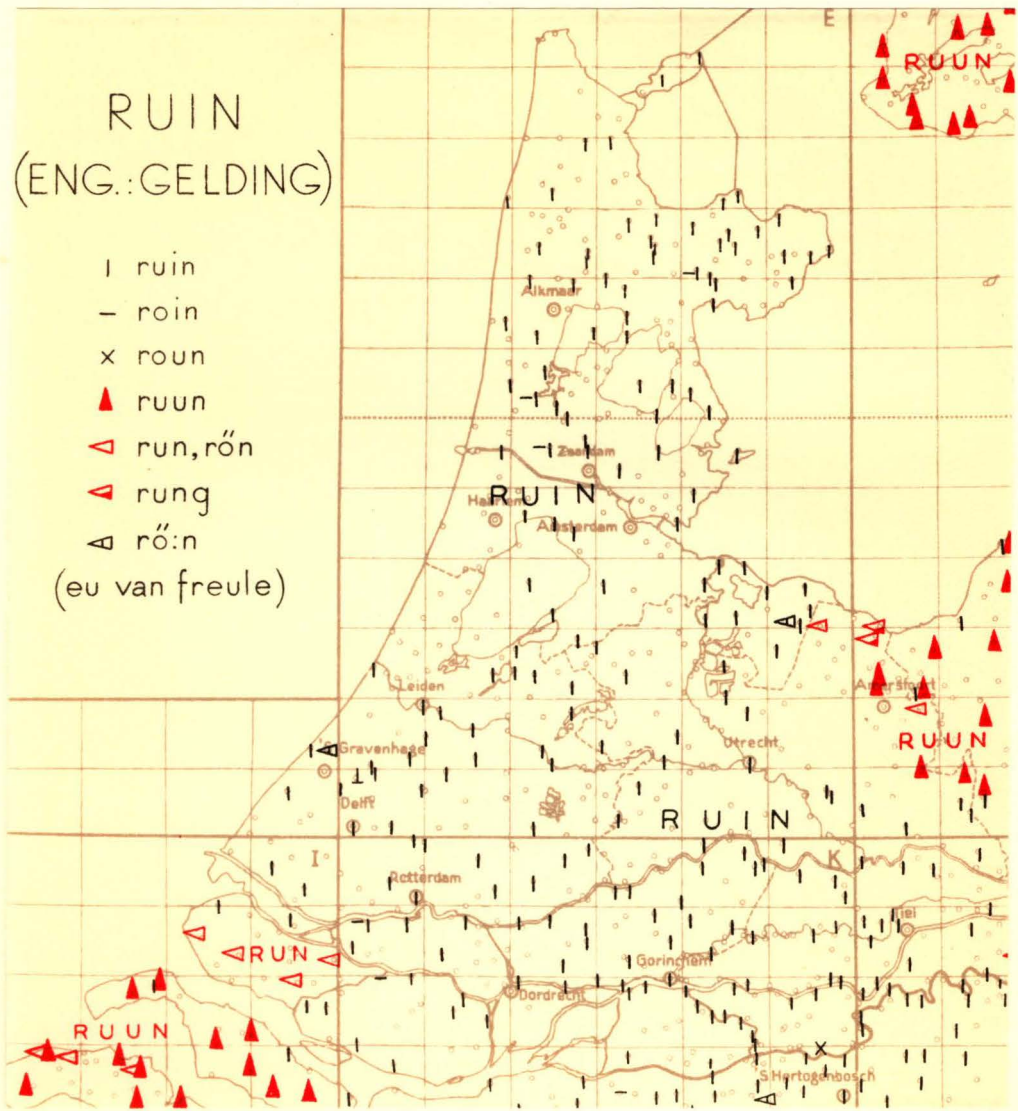 RUIN
(ENG.: GELDING)
ruin
roin
roun
ruun
run, rőn
rung
rő:n
(eu van freule)
E
RUUN
Alkmaar
Zaandam
RUIN
Haarlem
Amsterdam
Leiden
Amersfoort
's Gravenhage
Utrecht
RUUN
Delft
RUIN
I
K
Rotterdam
Tiel
RUN
Gorinchem
Dordrecht
RUUN
S.Hertogenbosch